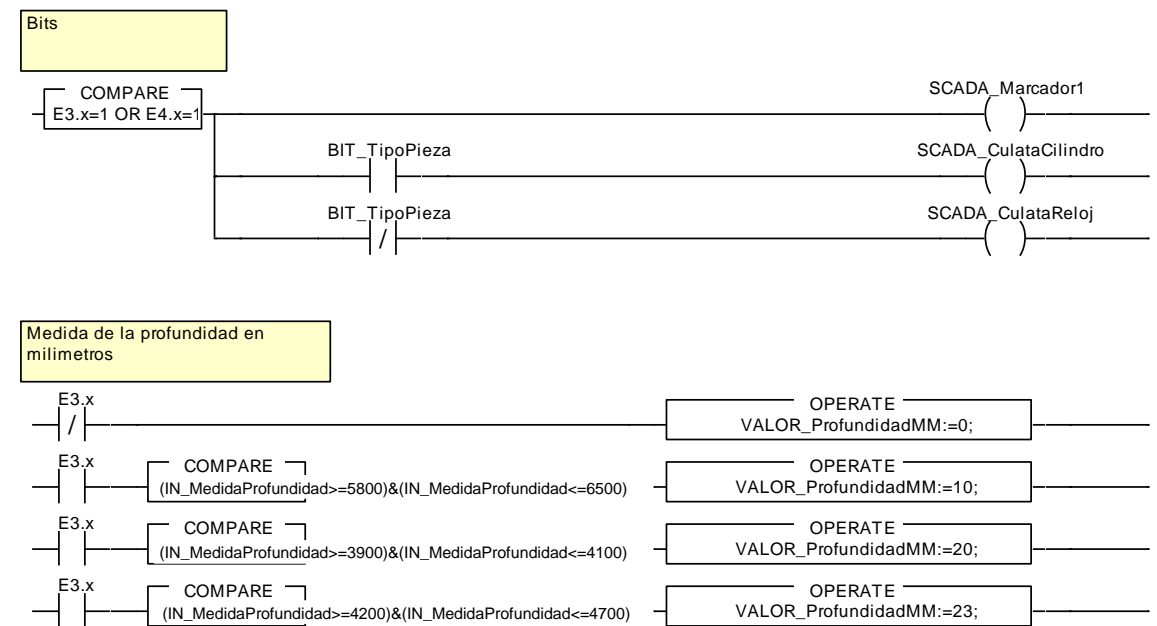 Bits
COMPARE
E3.x=1 OR E4.x=1
SCADA_Marcador1
BIT_TipoPieza
SCADA_CulataCilindro
BIT_TipoPieza
SCADA_CulataReloj
Medida de la profundidad en
milimetros
E3.x
OPERATE
VALOR_ProfundidadMM:=0;
E3.x
COMPARE
(IN_MedidaProfundidad>=5800)&(IN_MedidaProfundidad<=6500)
OPERATE
VALOR_ProfundidadMM:=10;
E3.x
COMPARE
(IN_MedidaProfundidad>=3900)&(IN_MedidaProfundidad<=4100)
OPERATE
VALOR_ProfundidadMM:=20;
E3.x
COMPARE
(IN_MedidaProfundidad>=4200)&(IN_MedidaProfundidad<=4700)
OPERATE
VALOR_ProfundidadMM:=23;